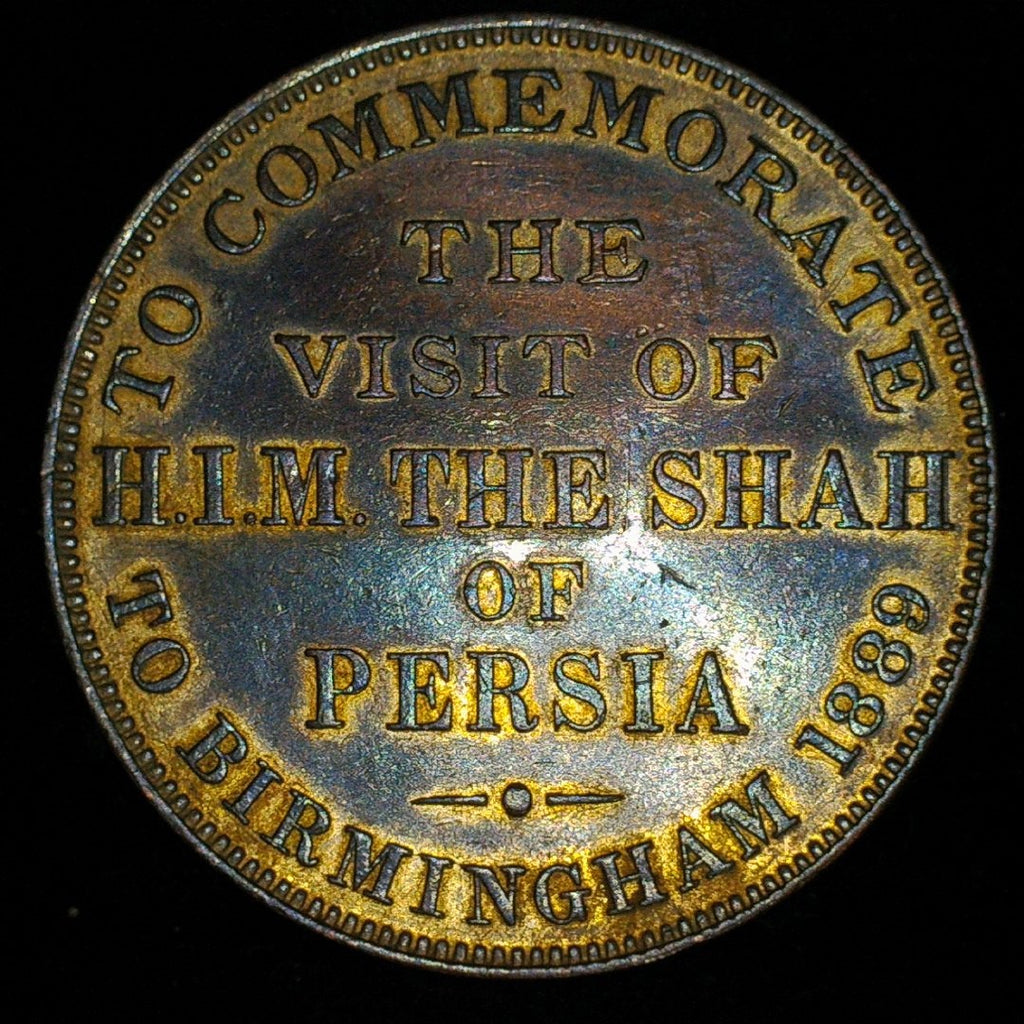 TO COMMEMORATE
THE
VISIT OF
H.I.M. THE SHAH
OF
PERSIA
TO BIRMINGHAM 1889